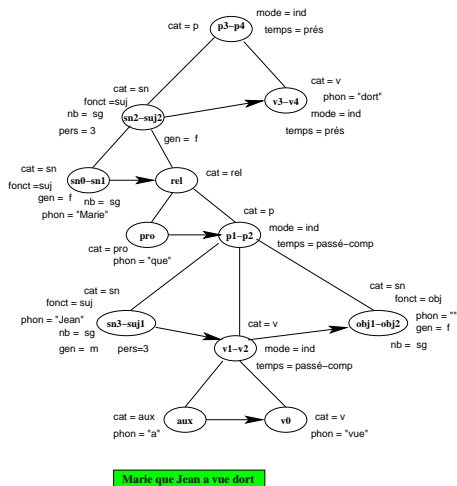 mode = ind
cat = p
p3−p4
temps = prés
cat = sn
fonct =suj
nb = sg
sn2−suj2
pers = 3
gen = f
cat = v
v3−v4
phon = "dort"
mode = ind
temps = prés
cat = sn
fonct =suj
sn0−sn1
gen = f
nb = sg
phon = "Marie"
rel
cat = rel
cat = p
pro
p1−p2
mode = ind
temps = passé−comp
cat = pro
phon = "que"
cat = sn
fonct = suj
phon = "Jean"
sn3−suj1
nb = sg
gen = m
pers=3
cat = v
v1−v2
mode = ind
temps = passé−comp
cat = sn
fonct = obj
phon = ""
obj1−obj2
gen = f
nb = sg
cat = aux
aux
phon = "a"
v0
cat = v
phon = "vue"
Marie que Jean a vue dort